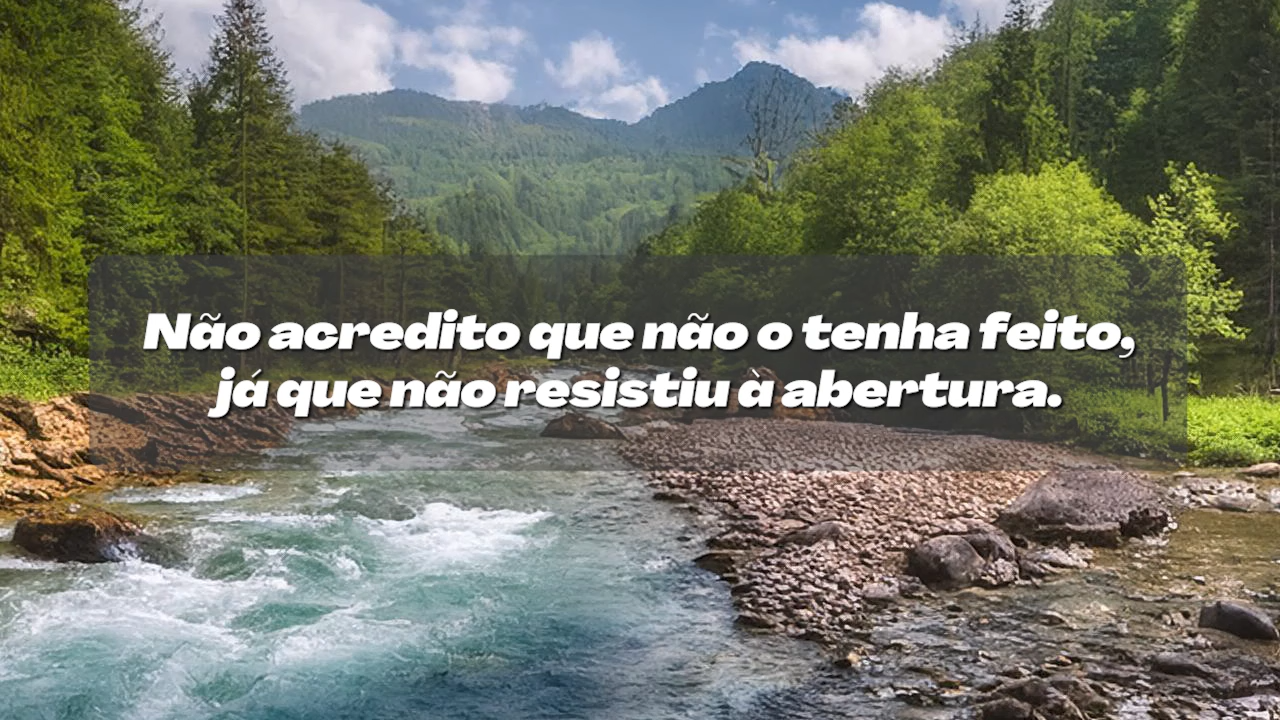 Não acredito que não o tenha feito,
já que não resistiu à abertura.